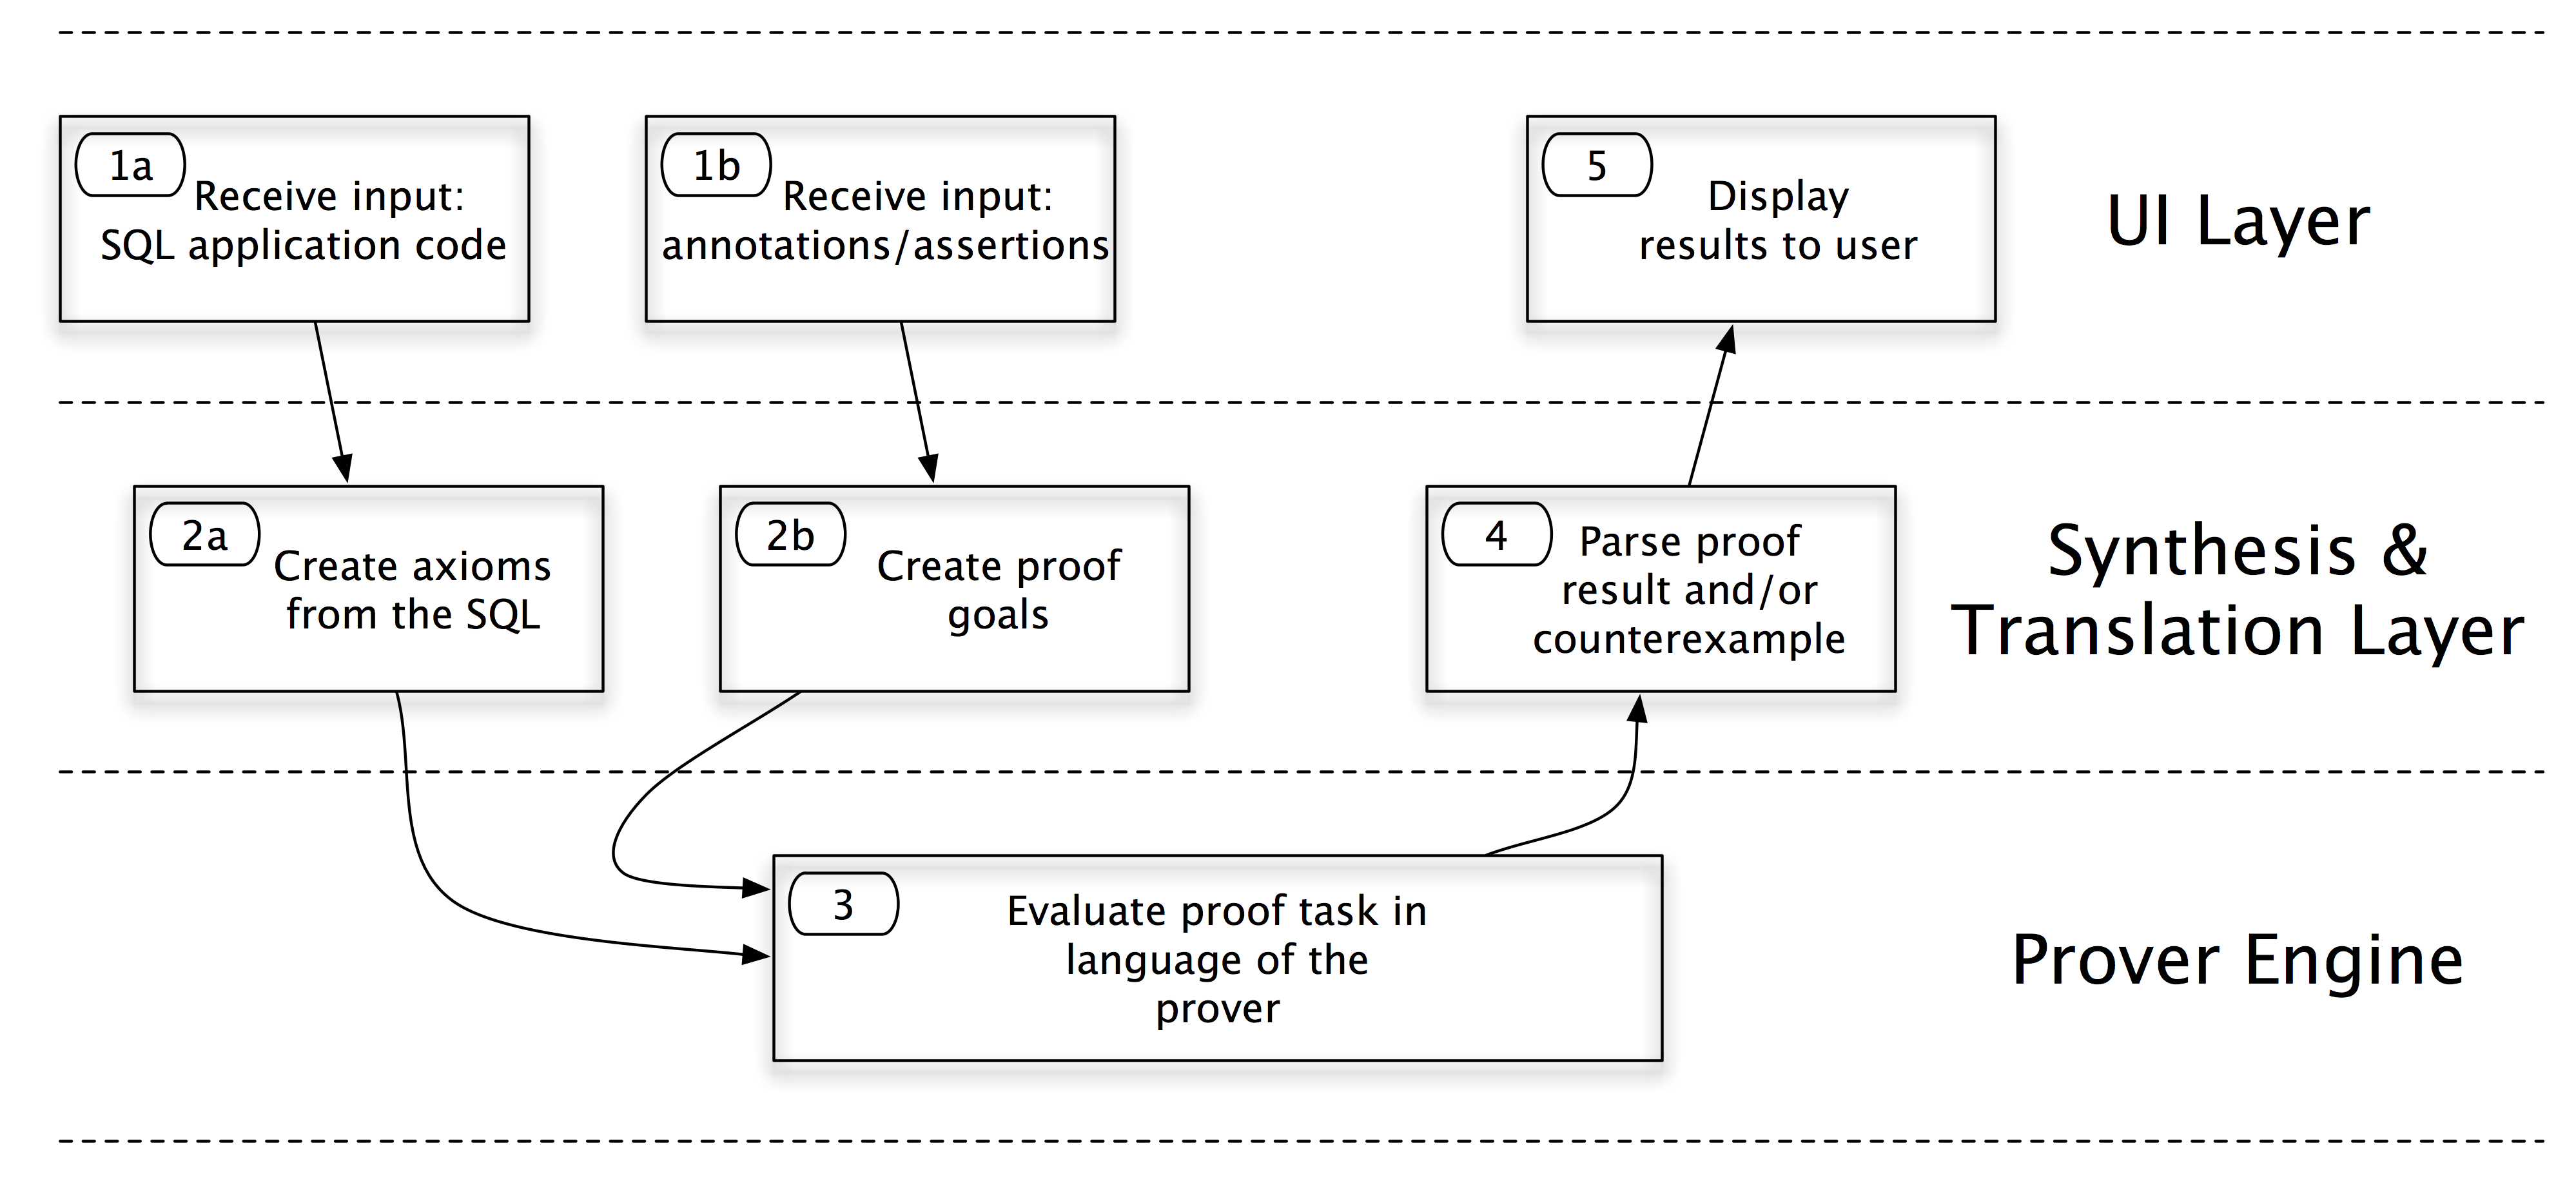 1a
Receive input:
SQL application code
1b
Receive input:
annotations/assertions
5
Display
results to user
UI Layer
2a
Create axioms
from the SQL
2b
Create proof
goals
4
Parse proof
result and/or
counterexample
Synthesis &
Translation Layer
3
Evaluate proof task in
language of the
prover
Prover Engine